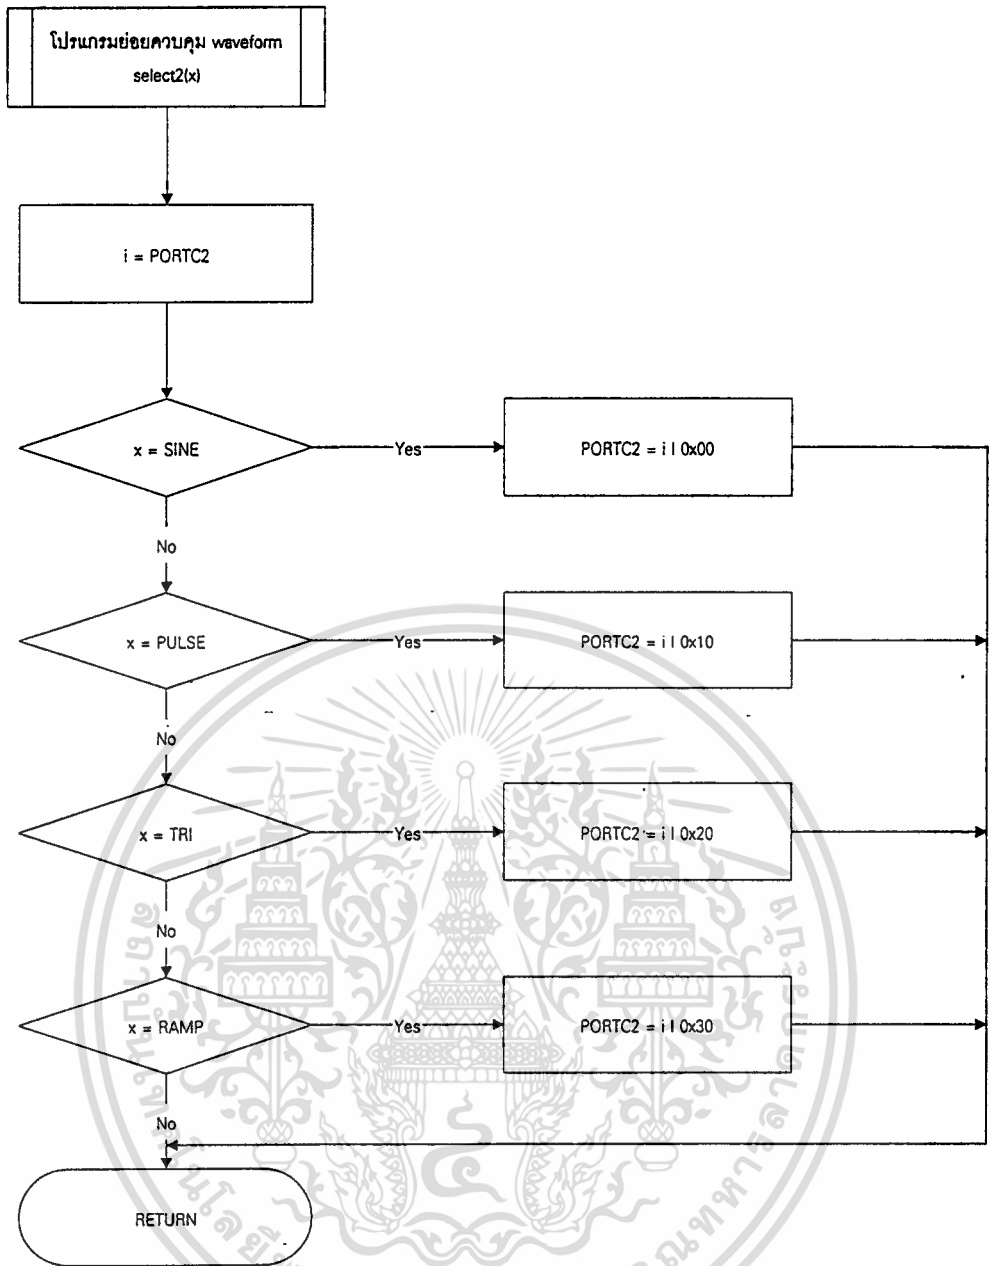 โปรแกรมย่อยควบคุม waveform
select2(x)
i = PORTC2
x = SINE
Yes
PORTC2 = i | 0x00
No
x = PULSE
Yes
PORTC2 = i | 0x10
No
x = TRI
Yes
PORTC2 = i | 0x20
No
x = RAMP
Yes
PORTC2 = i | 0x30
No
RETURN